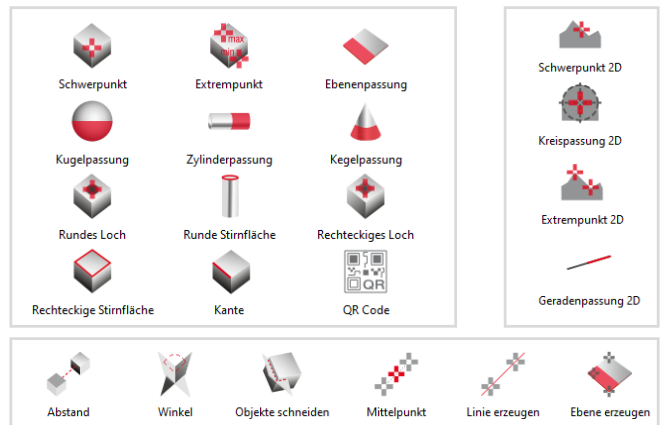 max
min
Schwerpunkt Extrempunkt Ebenenpassung
Kugelpassung Zylinderpassung Kegelpassung
Rundes Loch Runde Stirnfläche Rechteckiges Loch
QR
Rechteckige Stirnfläche Kante QR Code
Schwerpunkt 2D
Kreispassung 2D
Extrempunkt 2D
Geradenpassung 2D
Abstand Winkel Objekte schneiden Mittelpunkt Linie erzeugen Ebene erzeugen